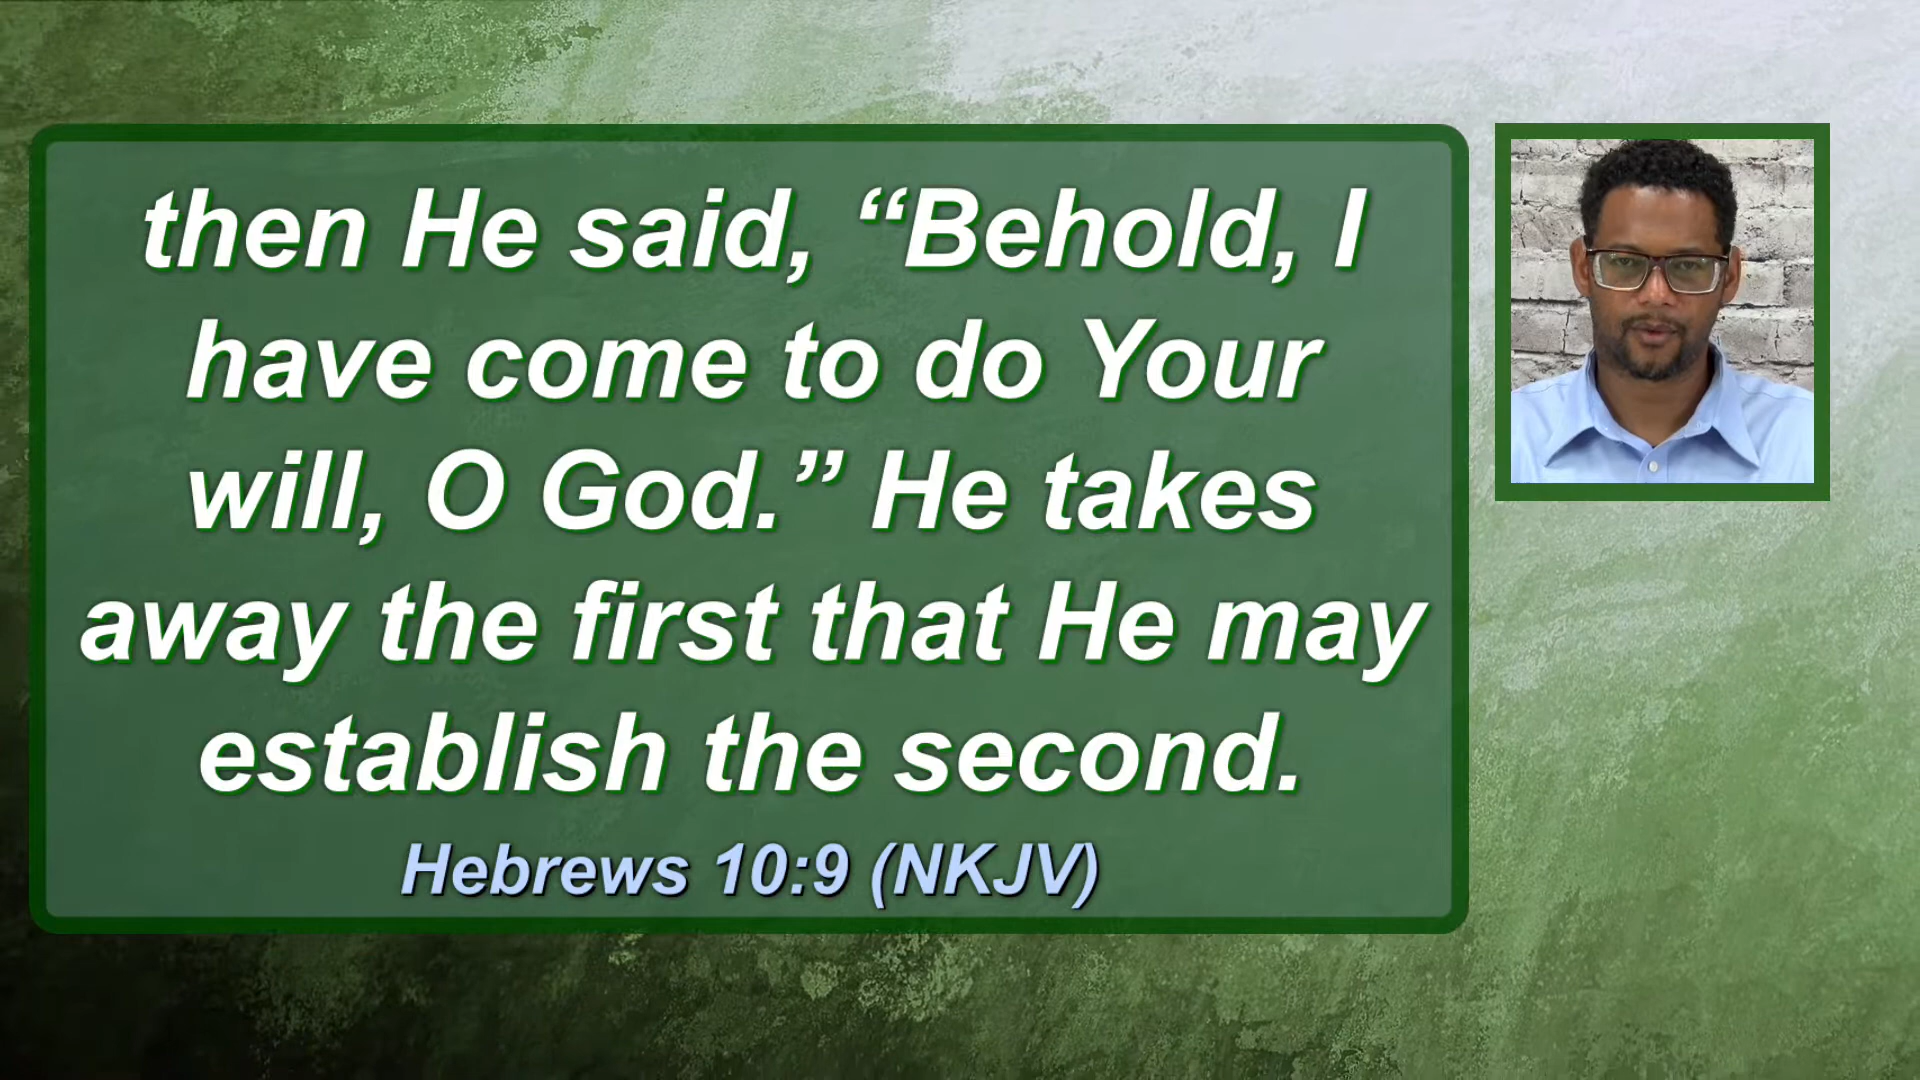 then He said, “Behold, I
have come to do Your
will, O God.” He takes
away the first that He may
establish the second.
Hebrews 10:9 (NKJV)